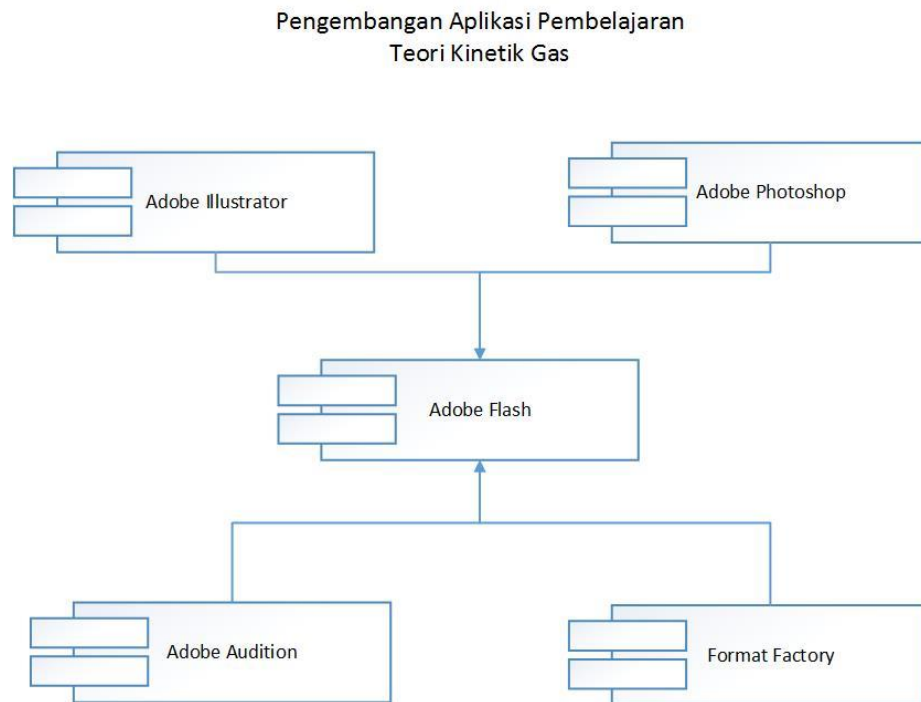 Pengembangan Aplikasi Pembelajaran
Teori Kinetik Gas
Adobe Illustrator
Adobe Photoshop
Adobe Flash
Adobe Audition
Format Factory